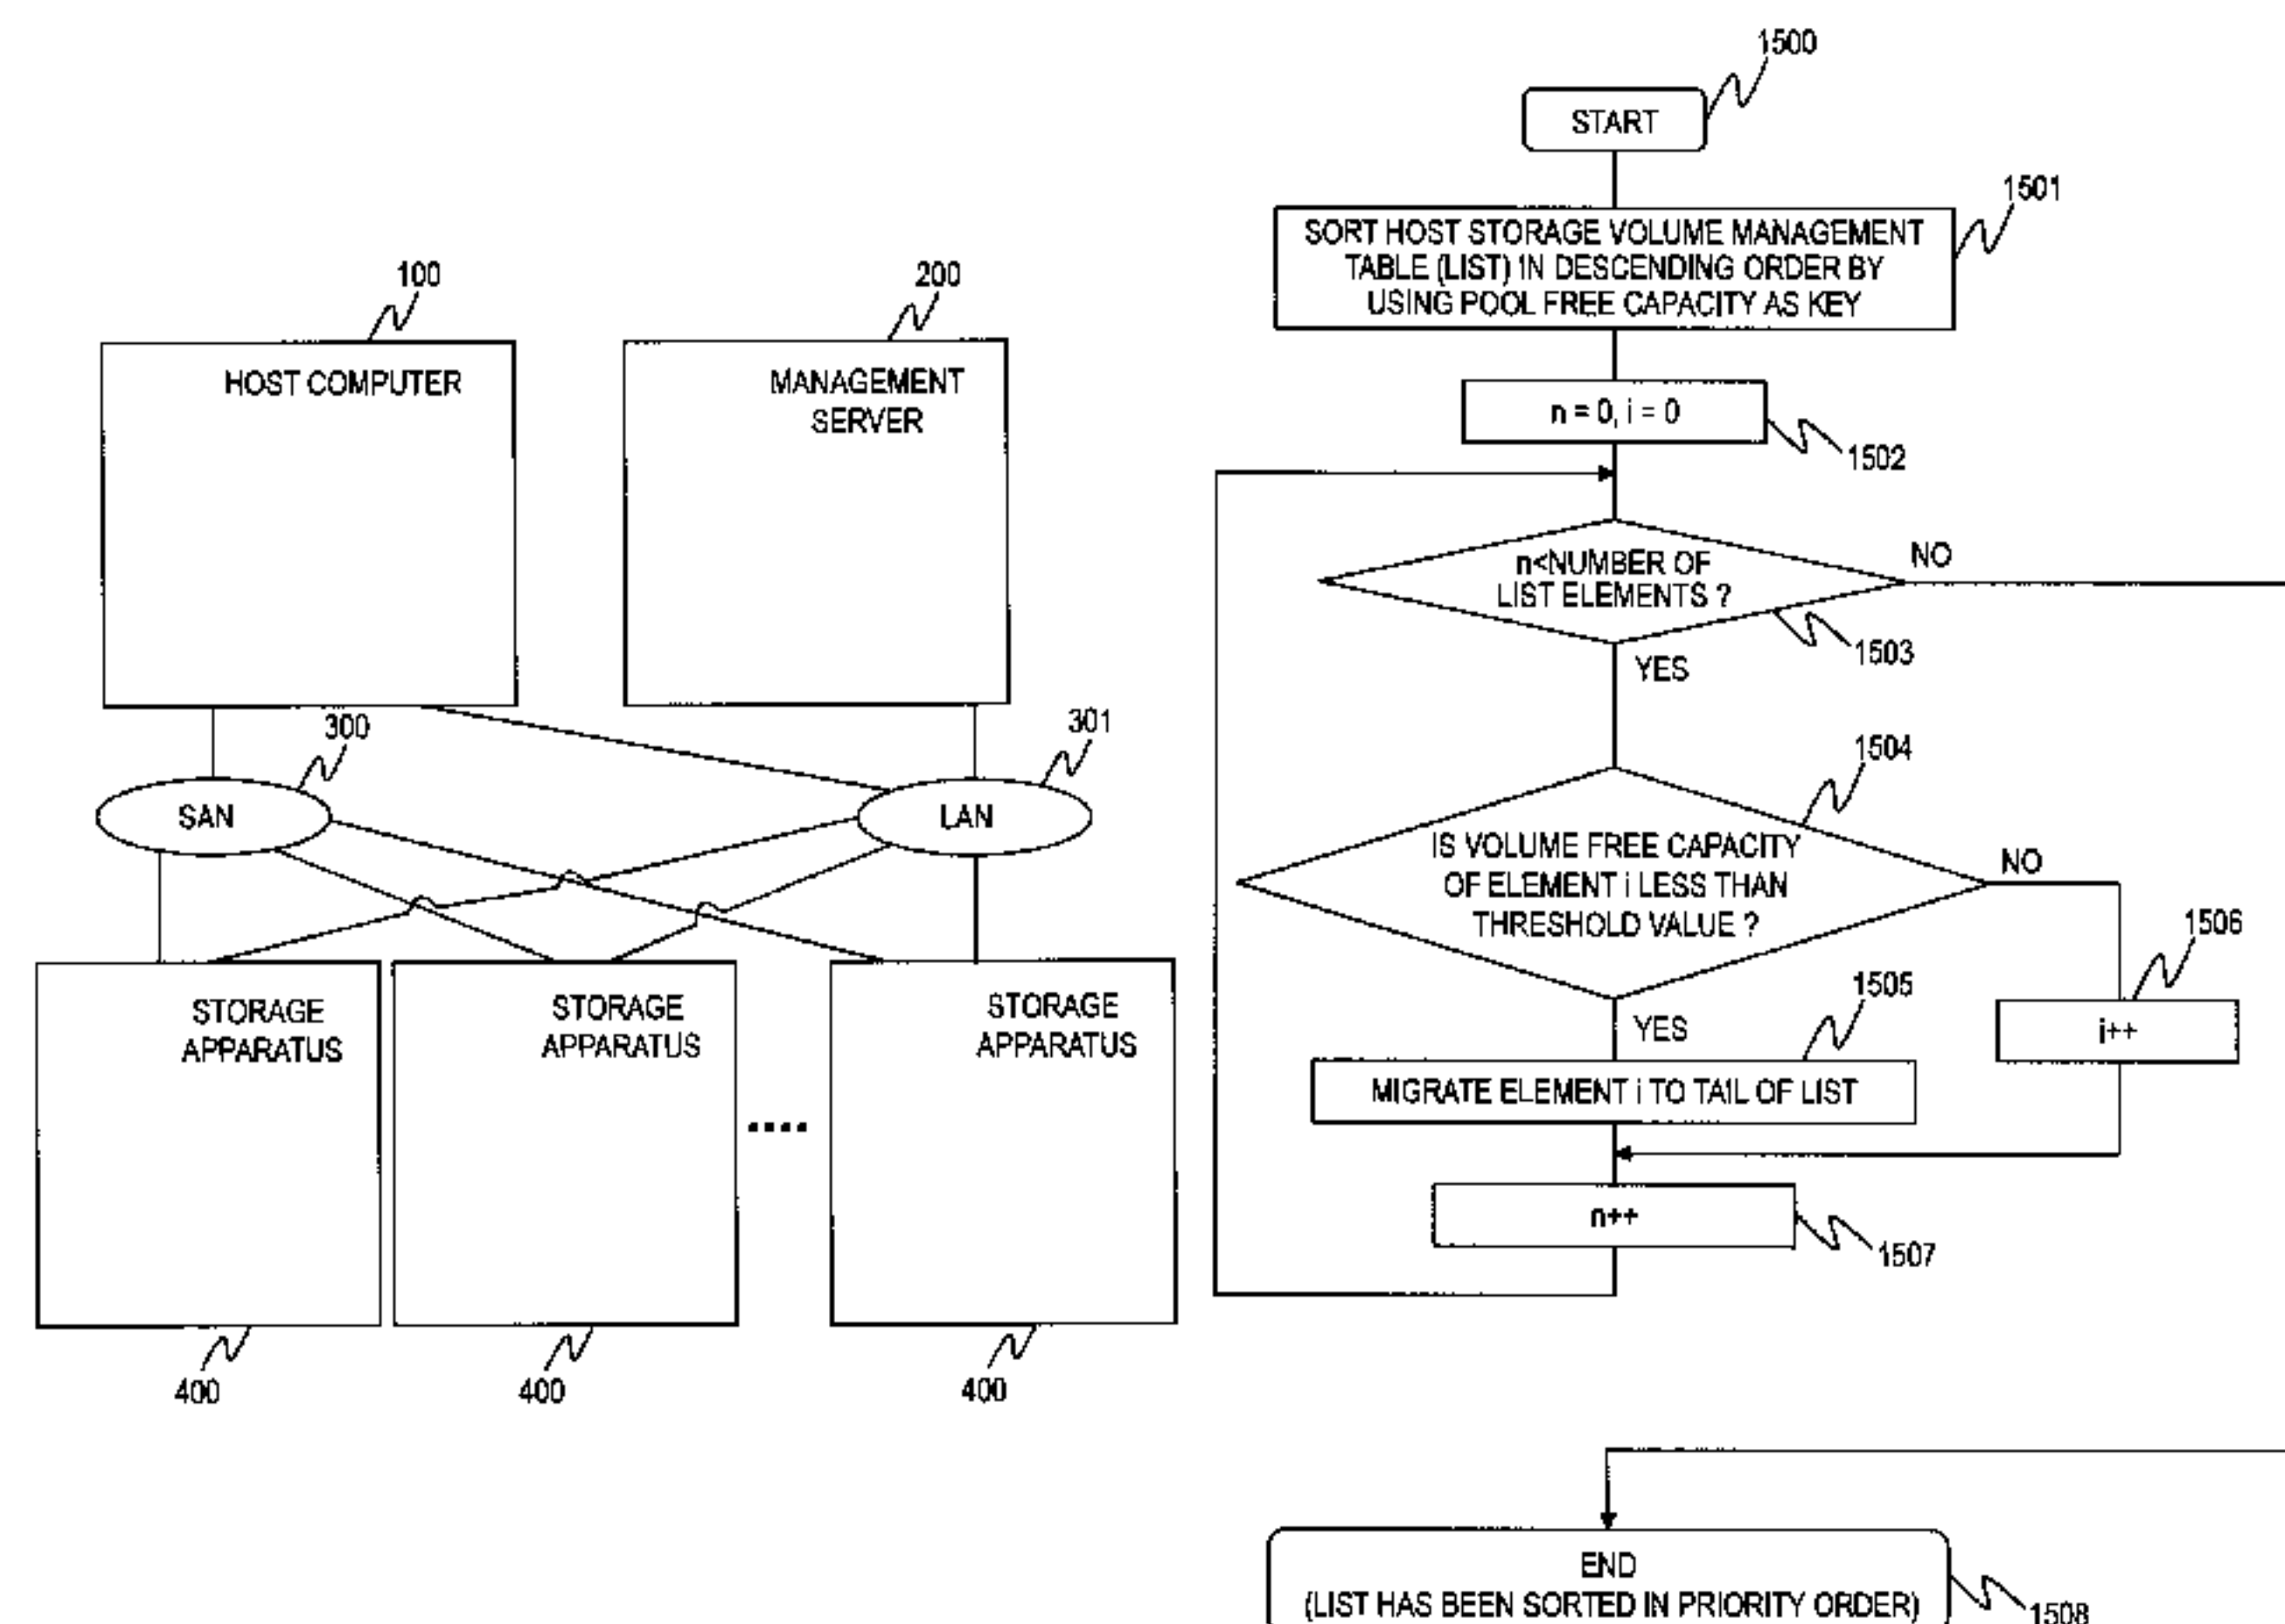 100
HOST COMPUTER
200
MANAGEMENT
SERVER
300
SAN
301
LAN
STORAGE
APPARATUS
400
STORAGE
APPARATUS
400
....
STORAGE
APPARATUS
400
1500
START
1501
SORT HOST STORAGE VOLUME MANAGEMENT
TABLE (LIST) IN DESCENDING ORDER BY
USING POOL FREE CAPACITY AS KEY
n = 0, i = 0
1502
n<NUMBER OF
LIST ELEMENTS ?
NO
1503
YES
1504
IS VOLUME FREE CAPACITY
OF ELEMENT i LESS THAN
THRESHOLD VALUE ?
NO
1506
i++
YES
1505
MIGRATE ELEMENT i TO TAIL OF LIST
n++
1507
END
(LIST HAS BEEN SORTED IN PRIORITY ORDER)
1508